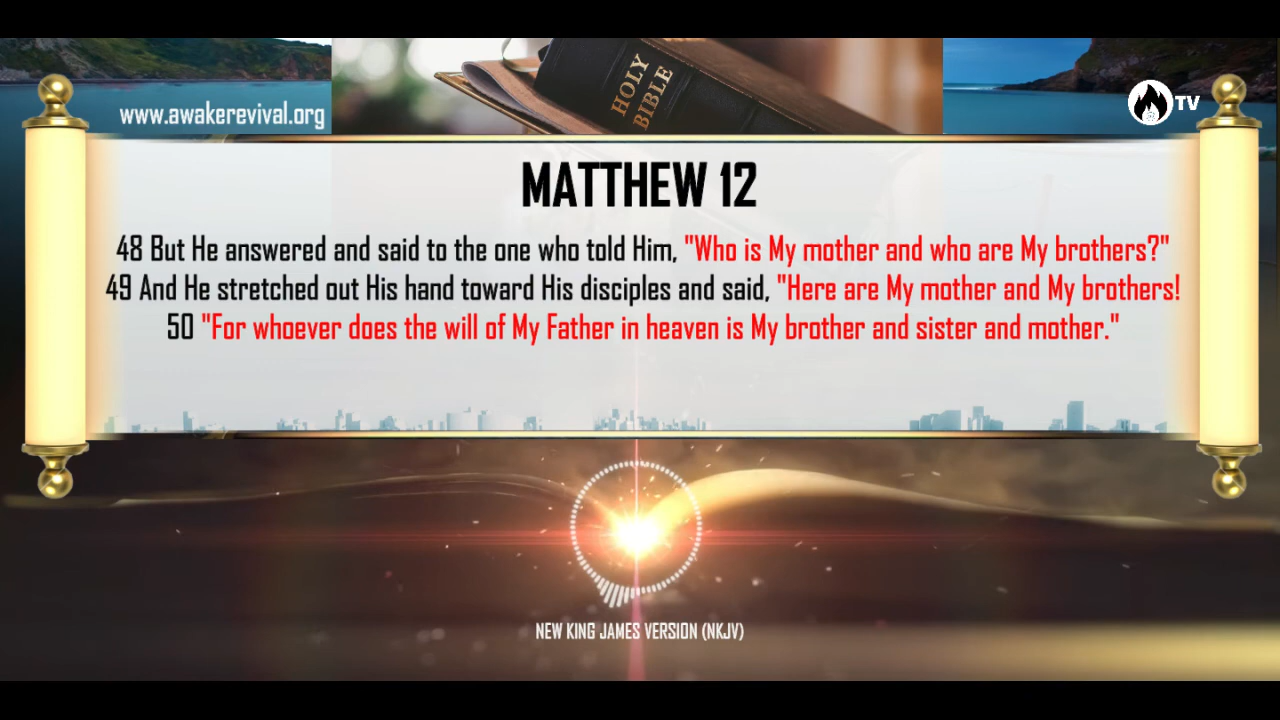 HOLY
BIBLE
www.awakerevival.org
TV
MATTHEW 12
48 But He answered and said to the one who told Him, "Who is My mother and who are My brothers?"
49 And He stretched out His hand toward His disciples and said, "Here are My mother and My brothers!
50 "For whoever does the will of My Father in heaven is My brother and sister and mother."
NEW KING JAMES VERSION (NKJV)